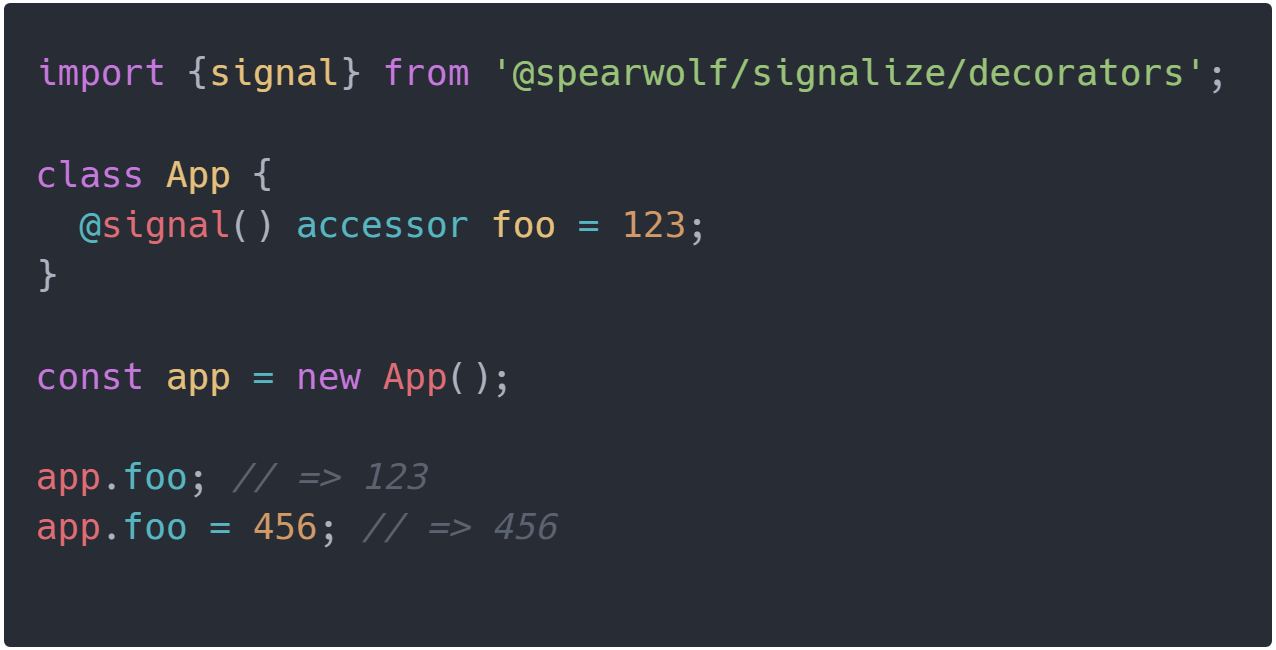 import {signal} from '@spearwolf/signalize/decorators';
class App {
  @signal() accessor foo = 123;
}
const app = new App();
app.foo; // => 123
app.foo = 456; // => 456